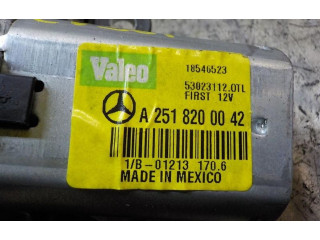 Valeo
18546523
53023112.OTL
FIRST 12V
A 251 820 00 42
1/B-01213 170.6
MADE IN MEXICO